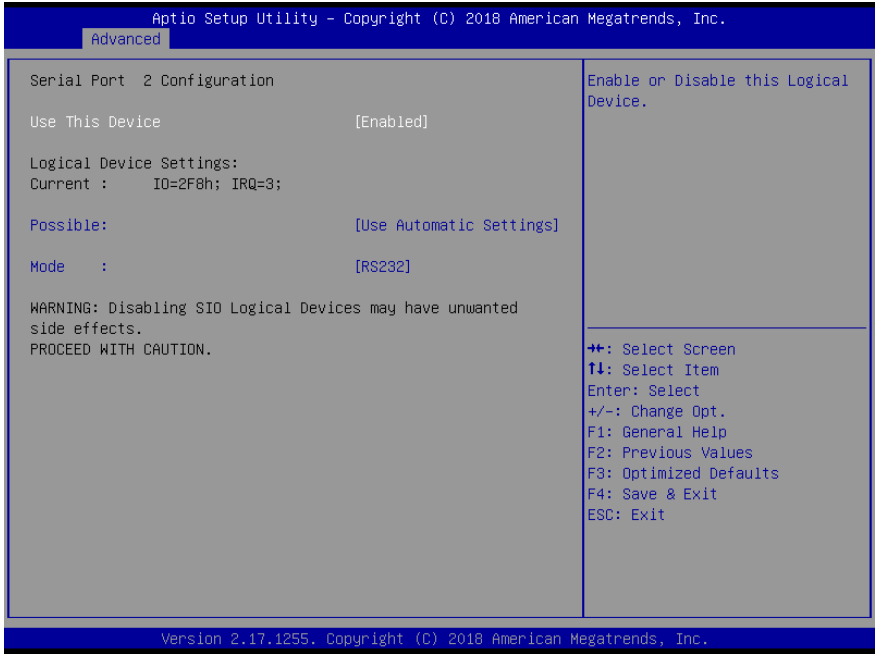 Aptio Setup Utility – Copyright (C) 2018 American Megatrends, Inc.
Advanced
Serial Port 2 Configuration
Use This Device [Enabled]
Logical Device Settings:
Current : IO=2F8h; IRQ=3;
Possible: [Use Automatic Settings]
Mode : [RS232]
WARNING: Disabling SIO Logical Devices may have unwanted
side effects.
PROCEED WITH CAUTION.
Enable or Disable this Logical
Device.
→←: Select Screen
↑↓: Select Item
Enter: Select
+/-: Change Opt.
F1: General Help
F2: Previous Values
F3: Optimized Defaults
F4: Save & Exit
ESC: Exit
Version 2.17.1255. Copyright (C) 2018 American Megatrends, Inc.